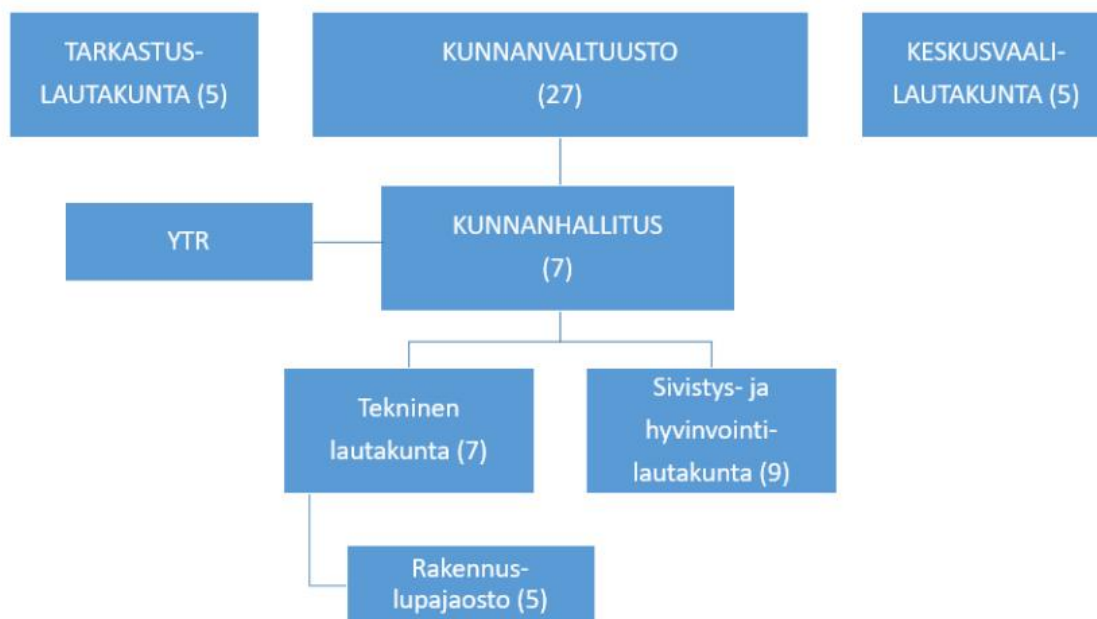 TARKASTUS-
LAUTAKUNTA (5)
KUNNANVALTUUSTO
(27)
KESKUSVAALI-
LAUTAKUNTA (5)
YTR
KUNNANHALLITUS
(7)
Tekninen
lautakunta (7)
Sivistys- ja
hyvinvointi-
lautakunta (9)
Rakennus-
lupajaosto (5)